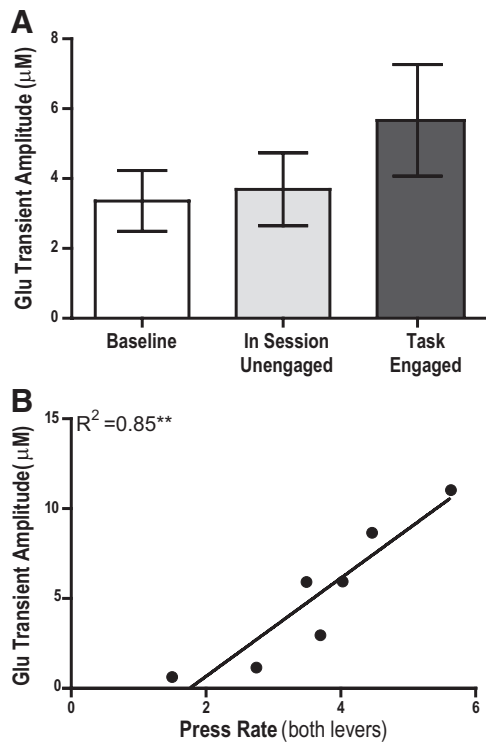 A
Glu Transient Amplitude (μM)
8
6
4
2
0
Baseline
In Session
Unengaged
Task
Engaged
B
R2 =0.85**
Glu Transient Amplitude( μM)
15
10
5
0
0
2
4
6
Press Rate (both levers)